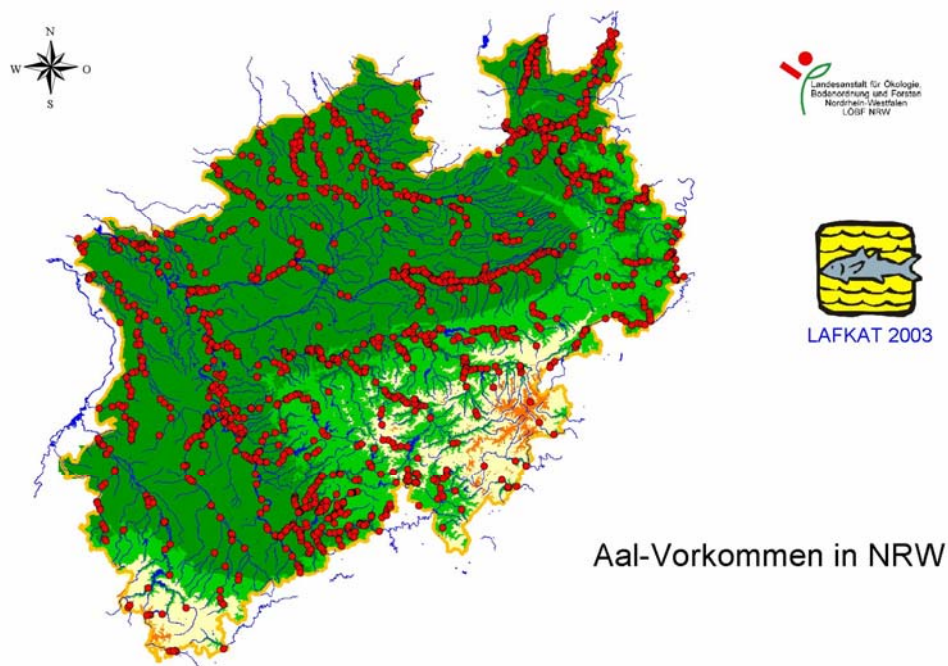 N
W O
S
Landesanstalt für Ökologie,
Bodenordnung und Forsten
Nordrhein-Westfalen
LÖBF NRW
LAFKAT 2003
Aal-Vorkommen in NRW